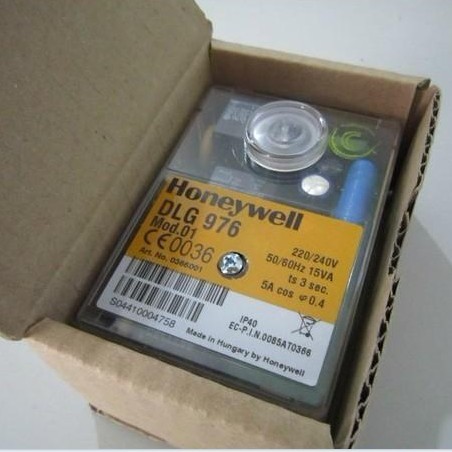 Honeywell
DLG 976
Mod.01
CE0036
Art. No. 0366001
220/240V
50/60Hz 15VA
ts 3 sec.
5A cos φ 0.4
S04410004758
IP40
EC-P.I.N.0085AT0366
Made in Hungary by Honeywell